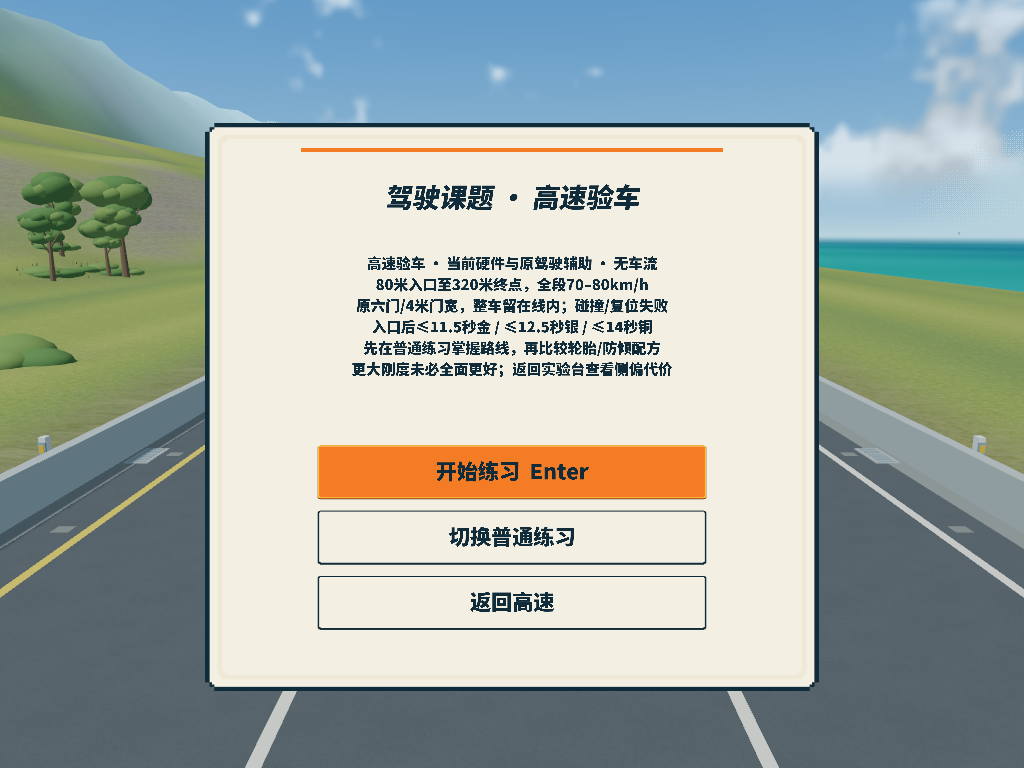 驾驶课题 · 高速验车
高速验车 · 当前硬件与原驾驶辅助 · 无车流
80米入口至320米终点，全段70–80km/h
原六门/4米门宽，整车留在线内；碰撞/复位失败
入口后≤11.5秒金 / ≤12.5秒银 / ≤14秒铜
先在普通练习掌握路线，再比较轮胎/防倾配方
更大刚度未必全面更好；返回实验台查看侧偏代价
开始练习 Enter
切换普通练习
返回高速